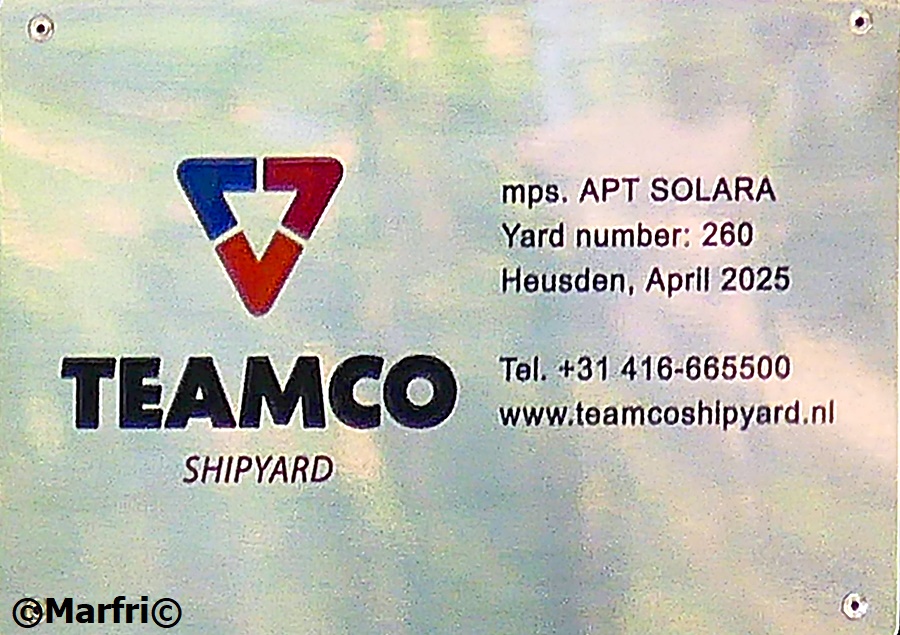 TEAMCO
SHIPYARD
mps. APT SOLARA
Yard number: 260
Heusden, April 2025
Tel. +31 416-665500
www.teamcoshipyard.nl
©Marfri©